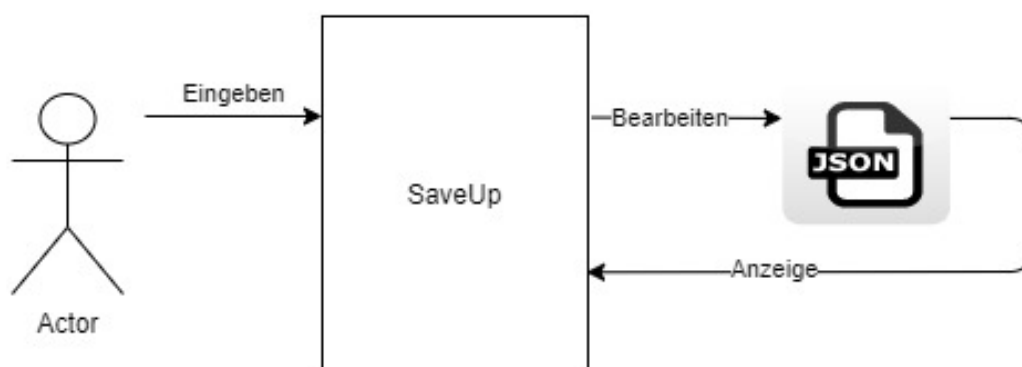 Eingeben
Bearbeiten
JSON
SaveUp
Anzeige
Actor